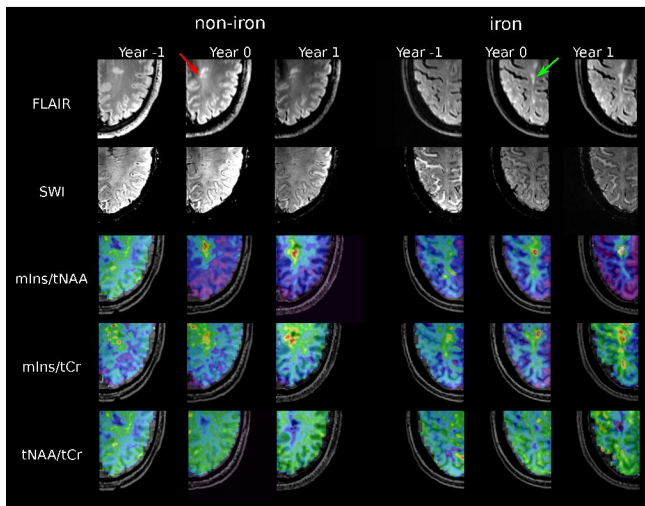 non-iron iron
Year -1 Year 0 Year 1 Year -1 Year 0 Year 1
FLAIR
SWI
mIns/tNAA
mIns/tCr
tNAA/tCr